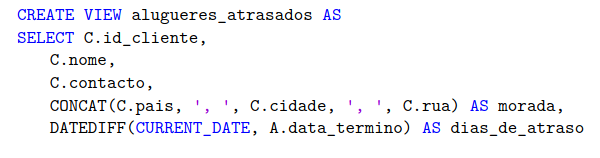 CREATE VIEW alugueres_atrasados AS
SELECT C.id_cliente,
C.nome,
C.contacto,
CONCAT(C.pais, ', ', C.cidade, ', ', C.rua) AS morada,
DATEDIFF(CURRENT_DATE, A.data_termino) AS dias_de_atraso